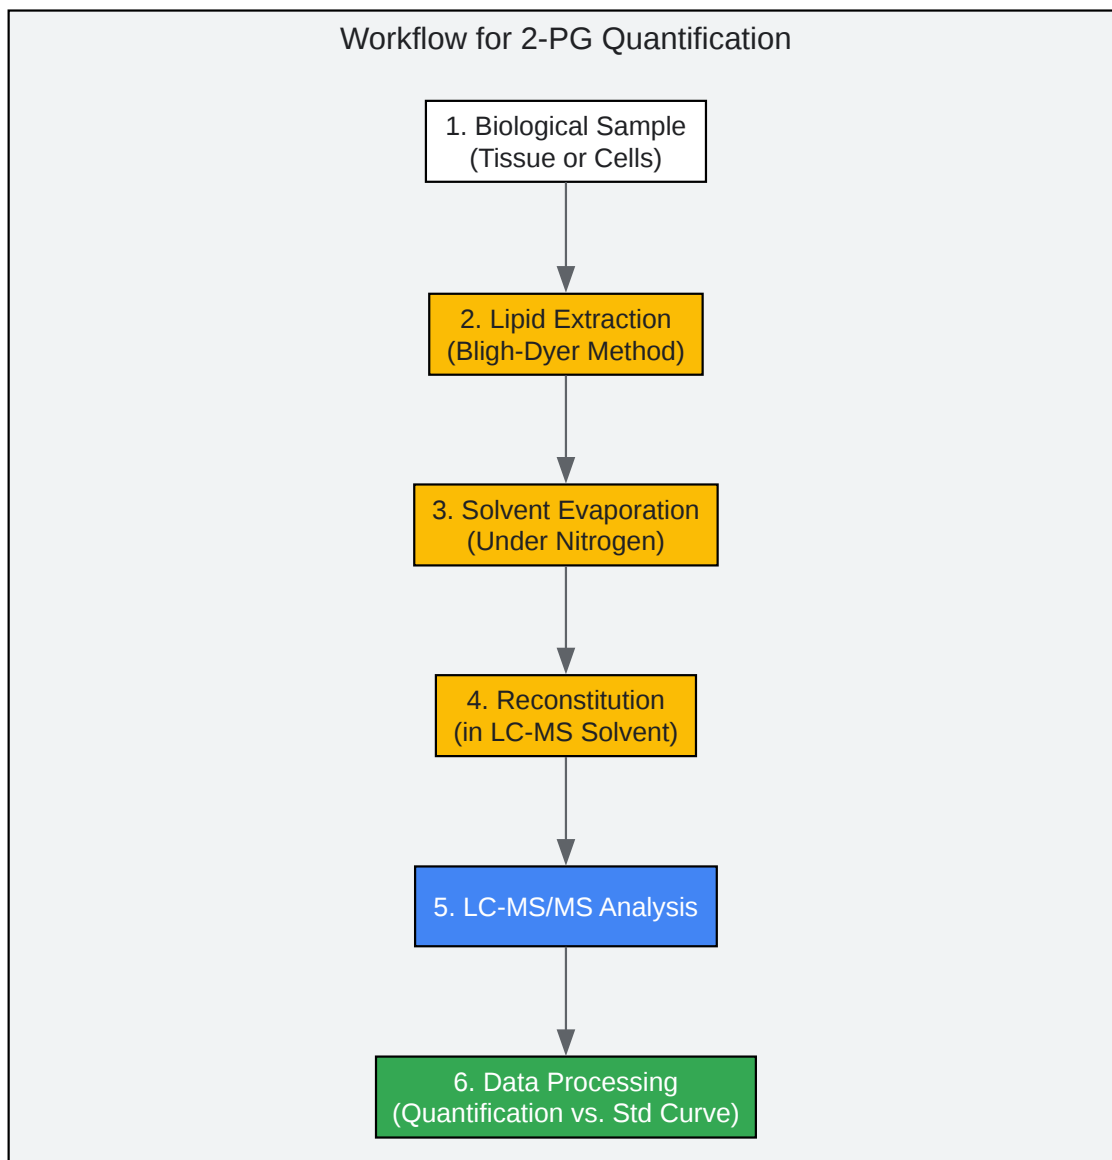 Workflow for 2-PG Quantification
1. Biological Sample
(Tissue or Cells)
2. Lipid Extraction
(Bligh-Dyer Method)
3. Solvent Evaporation
(Under Nitrogen)
4. Reconstitution
(in LC-MS Solvent)
5. LC-MS/MS Analysis
6. Data Processing
(Quantification vs. Std Curve)